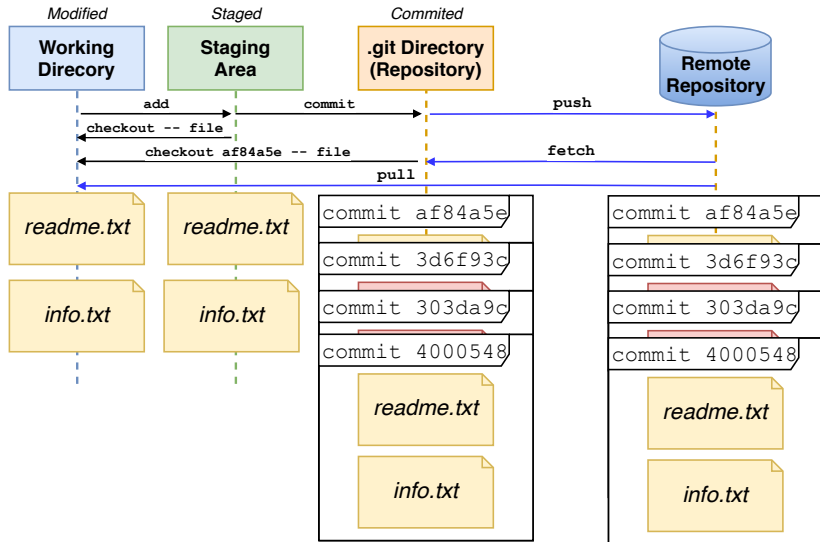 Modified
Staged
Commited
Working
Direcory
Staging
Area
.git Directory
(Repository)
Remote
Repository
add
commit
push
checkout -- file
checkout af84a5e -- file
fetch
pull
readme.txt
readme.txt
commit af84a5e
commit af84a5e
commit 3d6f93c
commit 3d6f93c
info.txt
info.txt
commit 303da9c
commit 303da9c
commit 4000548
commit 4000548
readme.txt
readme.txt
info.txt
info.txt